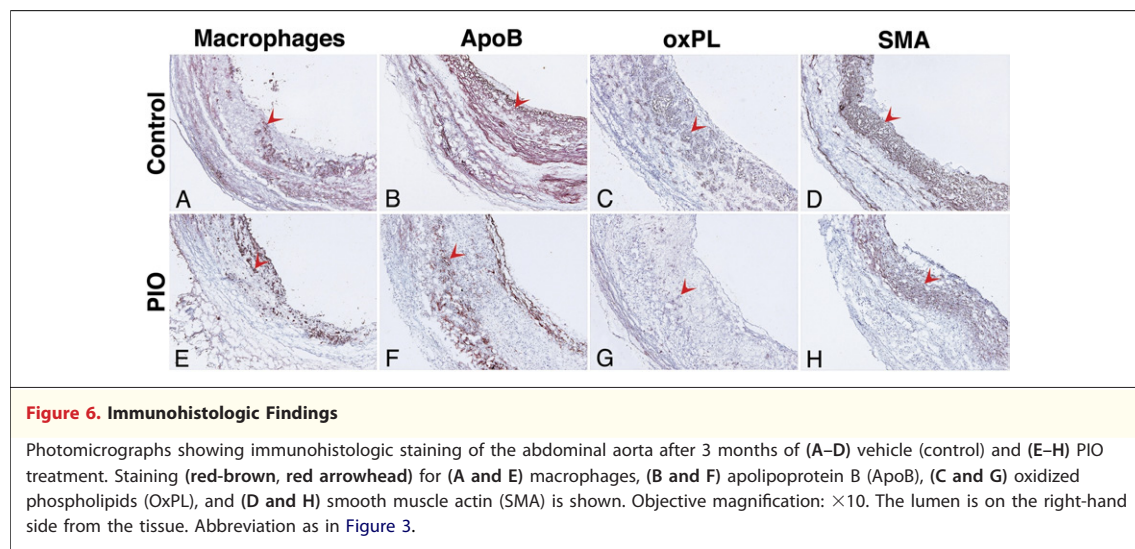 Macrophages ApoB oxPL SMA
Control
A B C D
PIO
E F G H
Figure 6. Immunohistologic Findings
Photomicrographs showing immunohistologic staining of the abdominal aorta after 3 months of (A–D) vehicle (control) and (E–H) PIO
treatment. Staining (red-brown, red arrowhead) for (A and E) macrophages, (B and F) apolipoprotein B (ApoB), (C and G) oxidized
phospholipids (OxPL), and (D and H) smooth muscle actin (SMA) is shown. Objective magnification: ×10. The lumen is on the right-hand
side from the tissue. Abbreviation as in Figure 3.